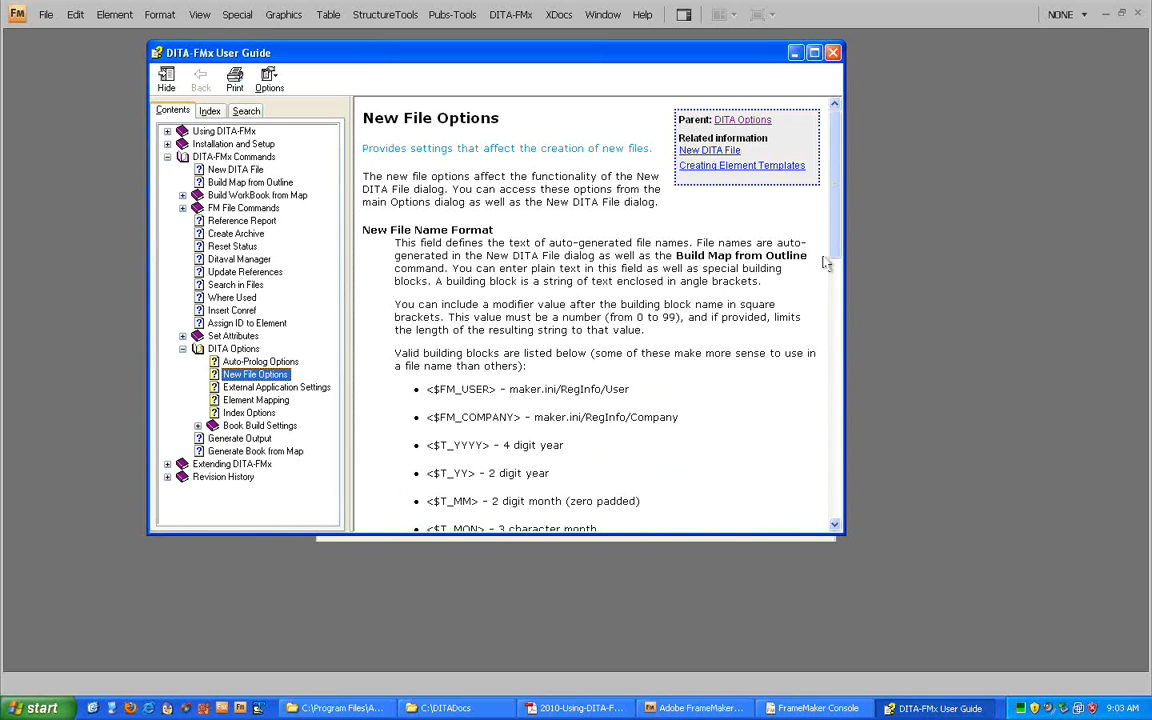 Fm File Edit Element Format View Special Graphics Table StructureTools Pubs-Tools DITA-FMx XDocs Window Help NONE
DITA-FMx User Guide
Hide Back Print Options
Contents Index Search
Using DITA-FMx
Installation and Setup
DITA-FMx Commands
New DITA File
Build Map from Outline
Build WorkBook from Map
FM File Commands
Reference Report
Create Archive
Reset Status
Ditaval Manager
Update References
Search in Files
Where Used
Insert Conref
Assign ID to Element
Set Attributes
DITA Options
Auto-Prolog Options
New File Options
External Application Settings
Element Mapping
Index Options
Book Build Settings
Generate Output
Generate Book from Map
Extending DITA-FMx
Revision History
New File Options
Parent: DITA Options
Related information
New DITA File
Creating Element Templates
Provides settings that affect the creation of new files.
The new file options affect the functionality of the New
DITA File dialog. You can access these options from the
main Options dialog as well as the New DITA File dialog.
New File Name Format
This field defines the text of auto-generated file names. File names are auto-
generated in the New DITA File dialog as well as the Build Map from Outline
command. You can enter plain text in this field as well as special building
blocks. A building block is a string of text enclosed in angle brackets.
You can include a modifier value after the building block name in square
brackets. This value must be a number (from 0 to 99), and if provided, limits
the length of the resulting string to that value.
Valid building blocks are listed below (some of these make more sense to use in
a file name than others):
• <$FM_USER> - maker.ini/RegInfo/User
• <$FM_COMPANY> - maker.ini/RegInfo/Company
• <$T_YYYY> - 4 digit year
• <$T_YY> - 2 digit year
• <$T_MM> - 2 digit month (zero padded)
• <$T_MON> - 3 character month
start C:\Program Files\A... C:\DITADocs 2010-Using-DITA-F... Adobe FrameMaker... FrameMaker Console DITA-FMx User Guide 9:03 AM